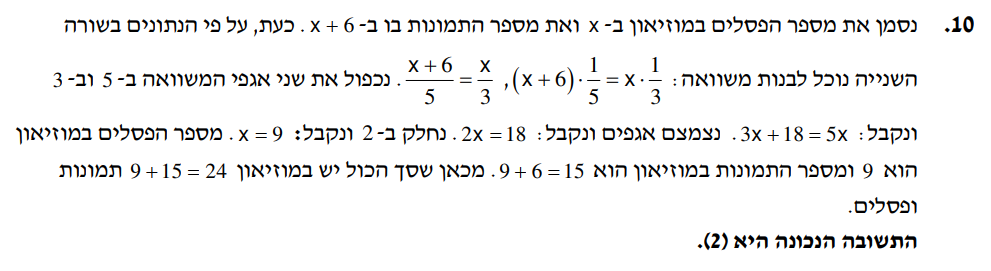 10. נסמן את מספר הפסלים במוזיאון ב- x ואת מספר התמונות בו ב- x + 6 . כעת, על פי הנתונים בשורה
השנייה נוכל לבנות משוואה: (x + 6) · 1/5 = x · 1/3 , (x + 6)/5 = x/3 . נכפול את שני אגפי המשוואה ב- 5 וב- 3
ונקבל: 3x + 18 = 5x. נצמצם אגפים ונקבל: 2x = 18. נחלק ב- 2 ונקבל: x = 9 . מספר הפסלים במוזיאון
הוא 9 ומספר התמונות במוזיאון הוא 9 + 6 = 15. מכאן שסך הכול יש במוזיאון 9 + 15 = 24 תמונות
ופסלים.
התשובה הנכונה היא (2).